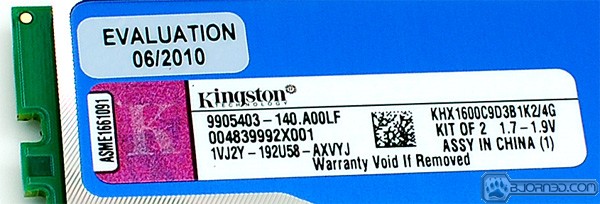 EVALUATION
06/2010
ASME1661091
Kingston
TECHNOLOGY
9905403-140.A00LF
004839992X001
1VJ2Y-192U58-AXVYJ
KHX1600C9D3B1K2/4G
KIT OF 2 1.7-1.9V
ASSY IN CHINA (1)
Warranty Void If Removed
BJORN3D.COM